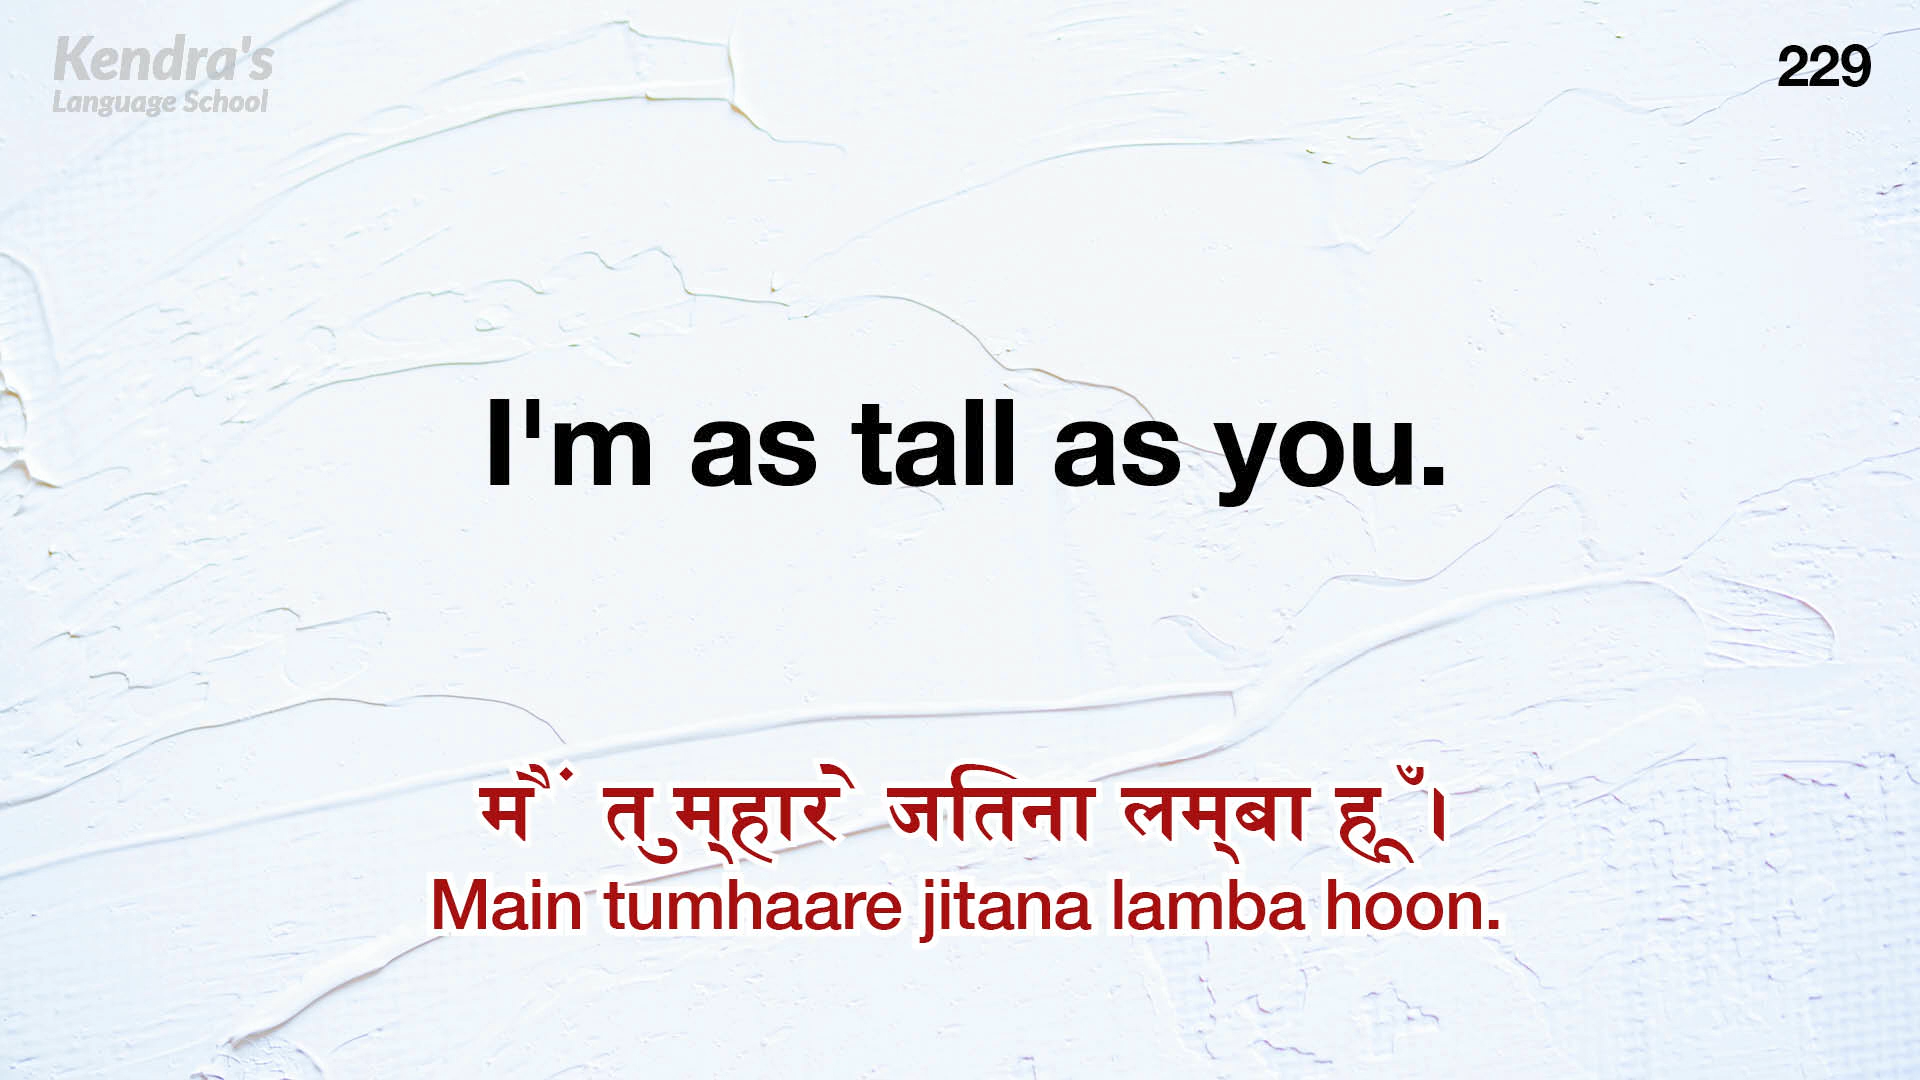 Kendra's
Language School
229
I'm as tall as you.
मैं तुम्हारे जितना लम्बा हूँ।
Main tumhaare jitana lamba hoon.